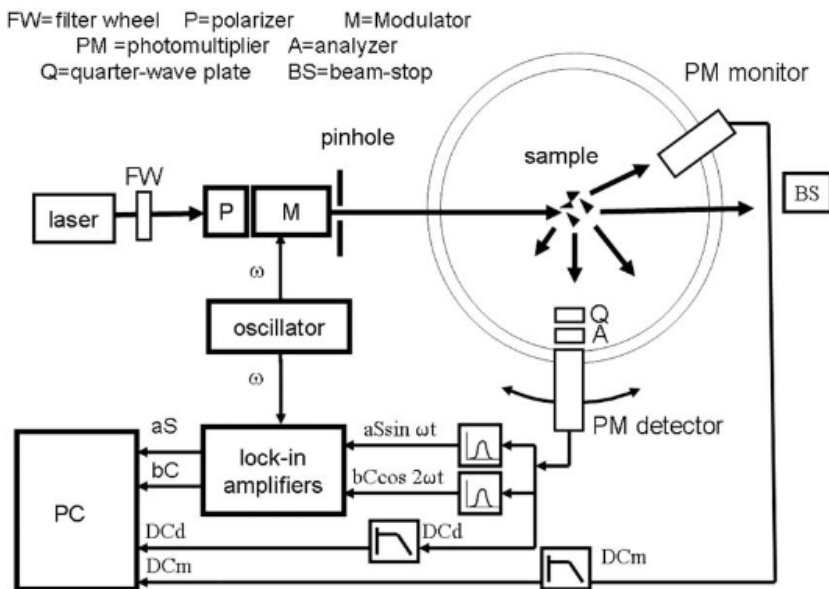 FW=filter wheel P=polarizer M=Modulator
PM =photomultiplier A=analyzer
Q=quarter-wave plate BS=beam-stop
PM monitor
pinhole
sample
FW
laser
P
M
BS
ω
oscillator
Q
A
ω
PM detector
aS
aSsin ωt
lock-in
amplifiers
bC
bCcos 2ωt
PC
DCd
DCd
DCm
DCm